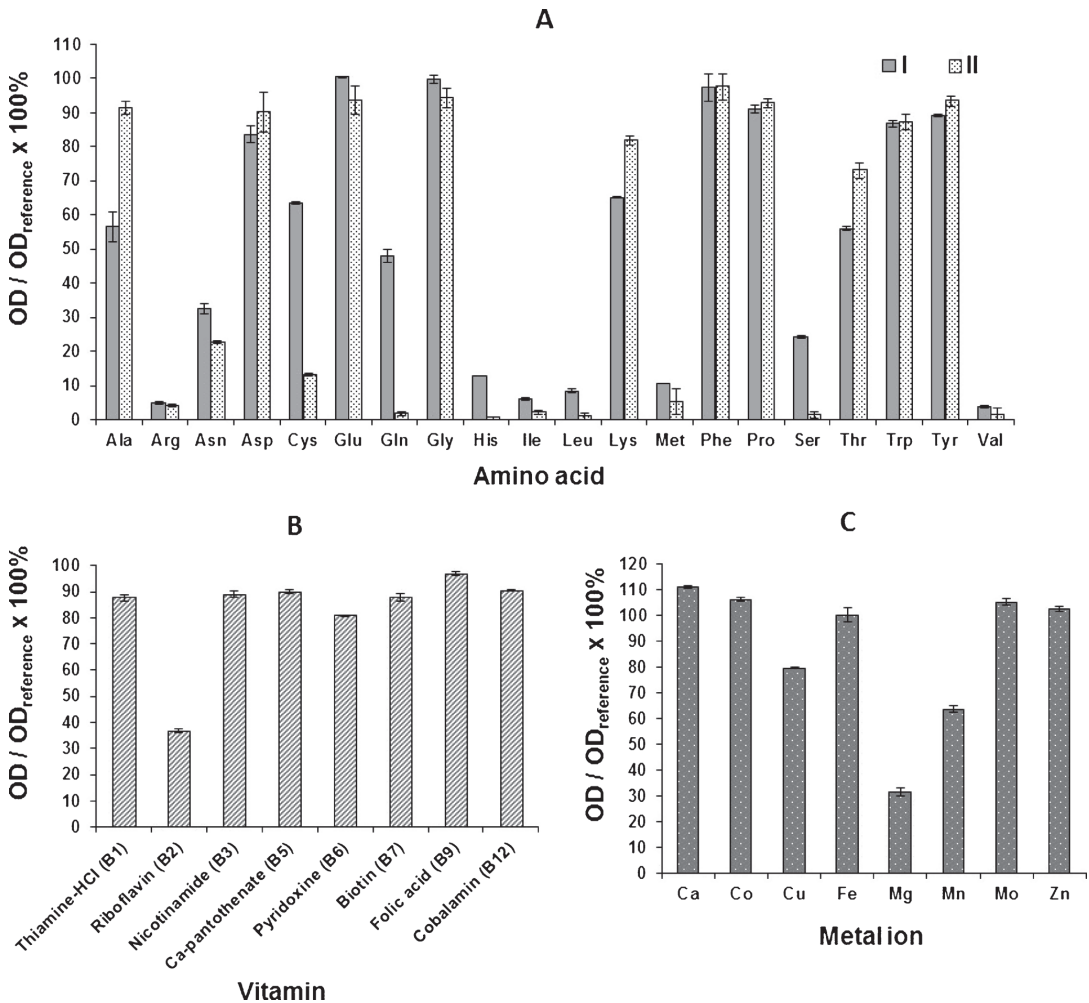 A
OD / ODreference x 100%
110
100
90
80
70
60
50
40
30
20
10
0
I II
Ala Arg Asn Asp Cys Glu Gln Gly His Ile Leu Lys Met Phe Pro Ser Thr Trp Tyr Val
Amino acid
B
OD / ODreference x 100%
100
90
80
70
60
50
40
30
20
10
0
Thiamine-HCl (B1)
Riboflavin (B2)
Nicotinamide (B3)
Ca-pantothenate (B5)
Pyridoxine (B6)
Biotin (B7)
Folic acid (B9)
Cobalamin (B12)
Vitamin
C
OD / ODreference x 100%
120
110
100
90
80
70
60
50
40
30
20
10
0
Ca Co Cu Fe Mg Mn Mo Zn
Metal ion